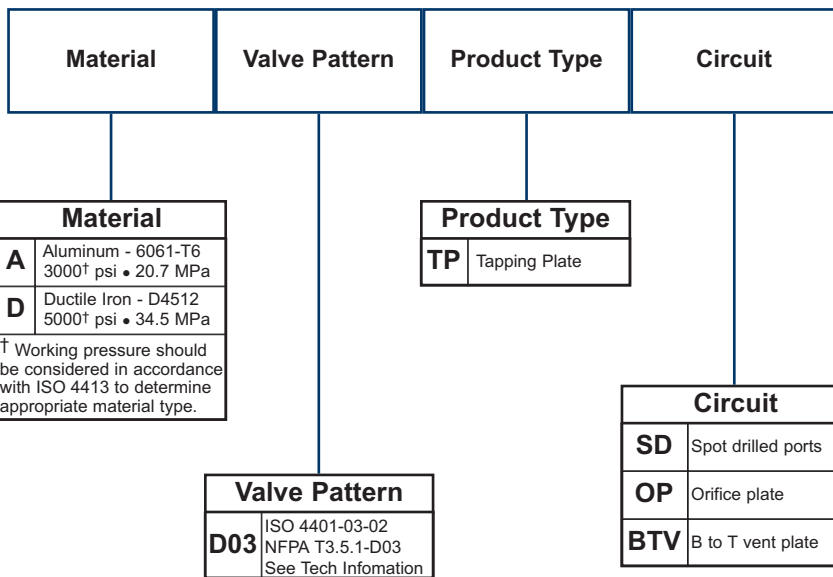 Material
Valve Pattern
Product Type
Circuit
Material
A
Aluminum - 6061-T6
3000† psi • 20.7 MPa
D
Ductile Iron - D4512
5000† psi • 34.5 MPa
† Working pressure should
be considered in accordance
with ISO 4413 to determine
appropriate material type.
Product Type
TP
Tapping Plate
Valve Pattern
D03
ISO 4401-03-02
NFPA T3.5.1-D03
See Tech Infomation
Circuit
SD
Spot drilled ports
OP
Orifice plate
BTV
B to T vent plate